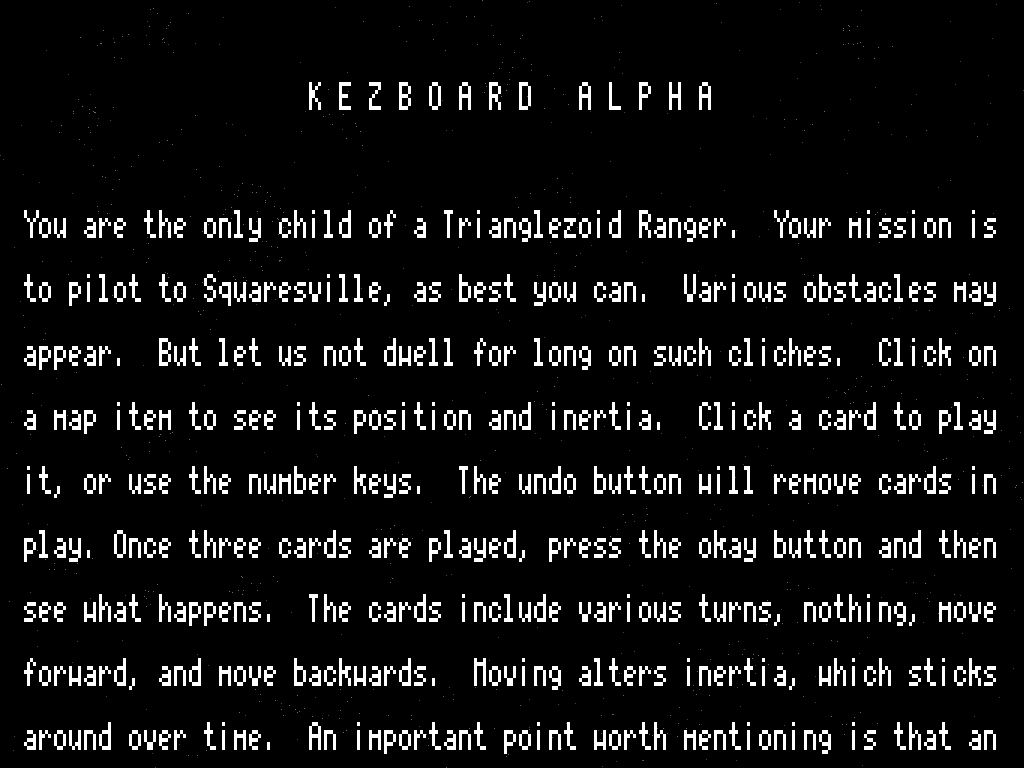 KEZBOARD ALPHA
You are the only child of a Trianglezoid Ranger.  Your mission is
to pilot to Squaresville, as best you can.  Various obstacles may
appear.  But let us not dwell for long on such cliches.  Click on
a map item to see its position and inertia.  Click a card to play
it, or use the number keys.  The undo button will remove cards in
play. Once three cards are played, press the okay button and then
see what happens.  The cards include various turns, nothing, move
forward, and move backwards.  Moving alters inertia, which sticks
around over time.  An important point worth mentioning is that an